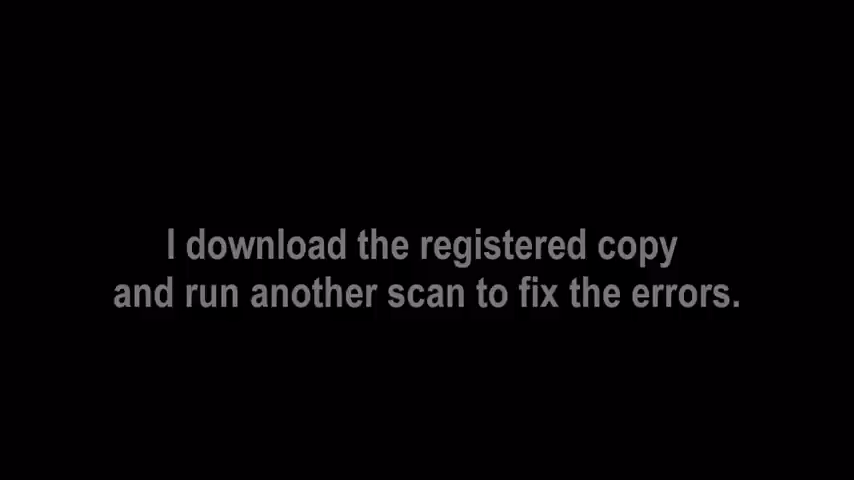 I download the registered copy
and run another scan to fix the errors.